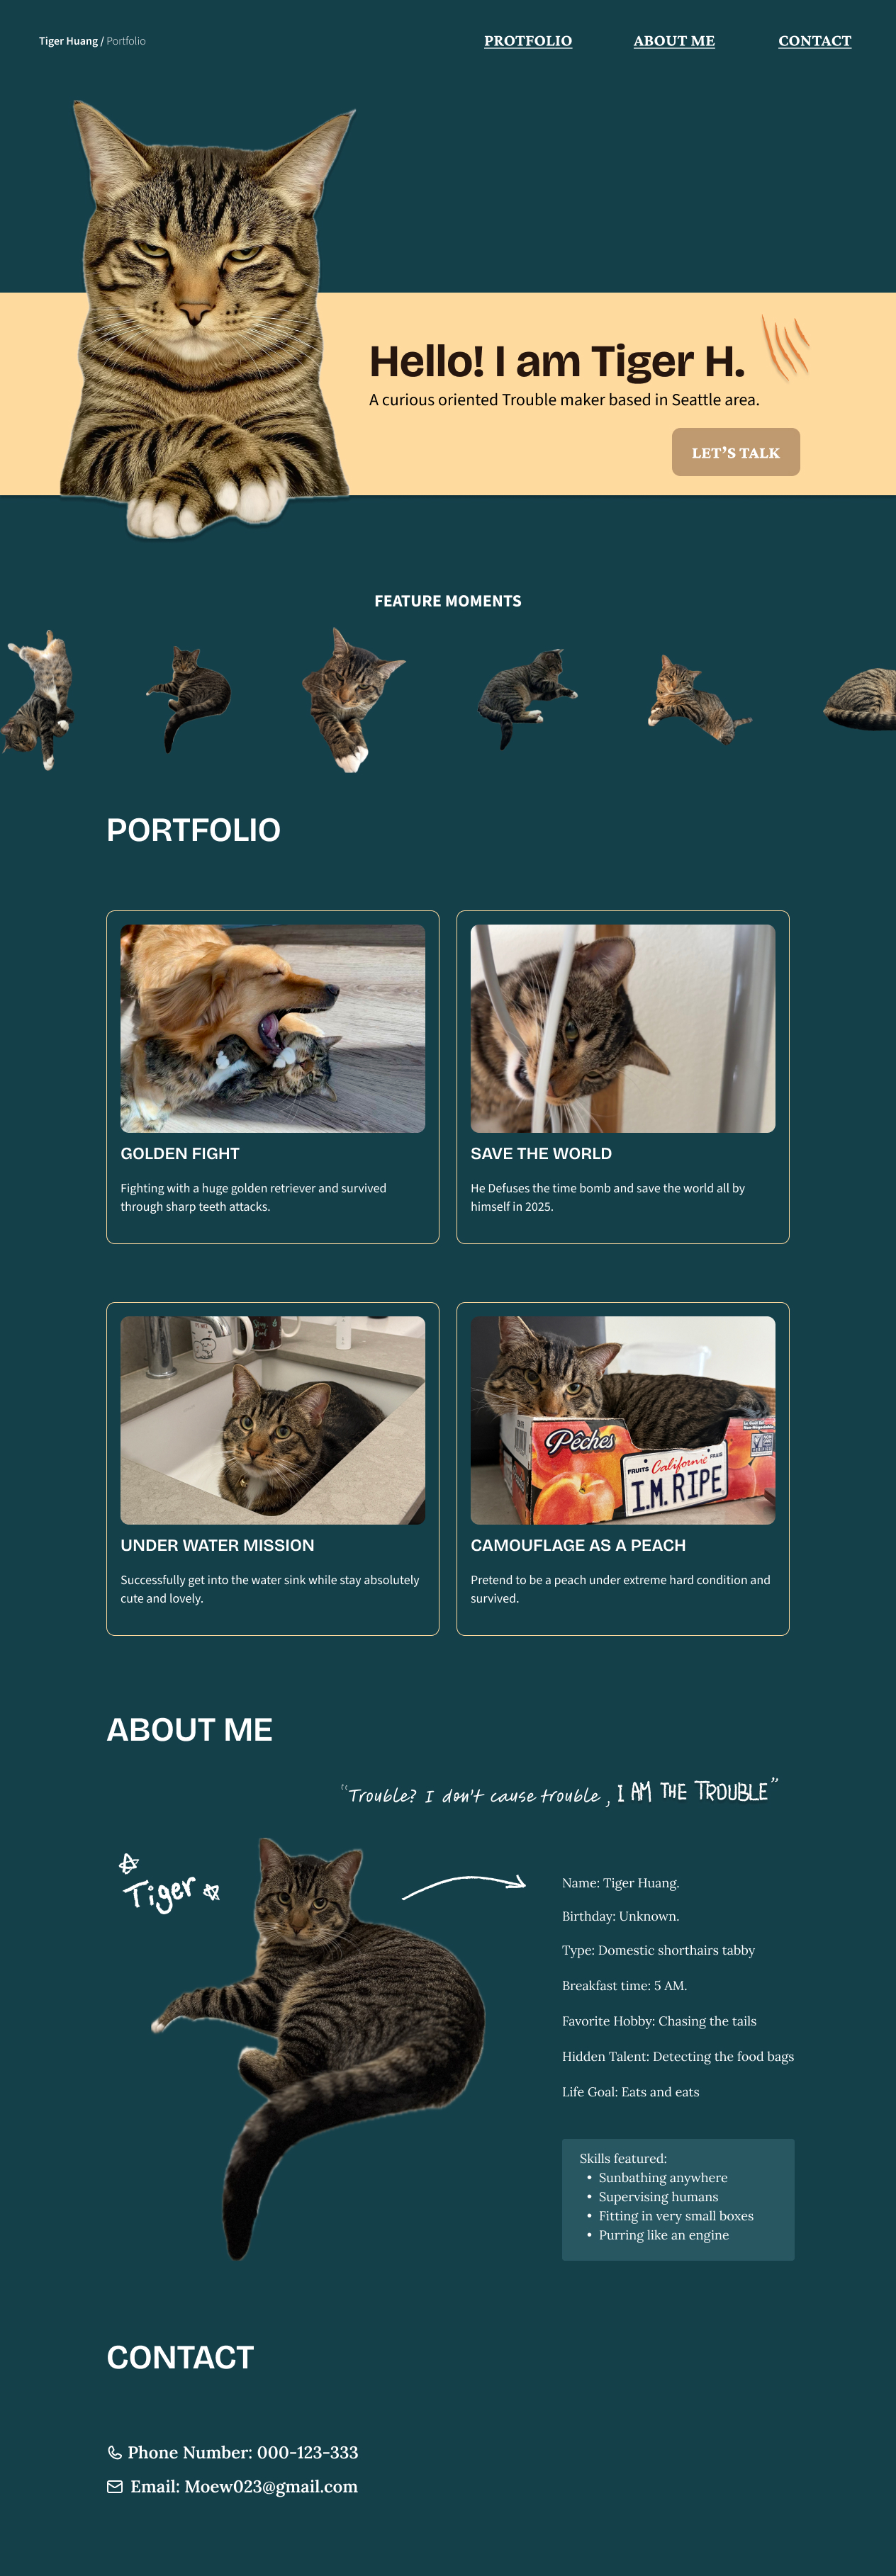 Tiger Huang / Portfolio
PROTFOLIO
ABOUT ME
CONTACT
Hello! I am Tiger H.
A curious oriented Trouble maker based in Seattle area.
LET'S TALK
FEATURE MOMENTS
PORTFOLIO
GOLDEN FIGHT
Fighting with a huge golden retriever and survived
through sharp teeth attacks.
SAVE THE WORLD
He Defuses the time bomb and save the world all by
himself in 2025.
UNDER WATER MISSION
Successfully get into the water sink while stay absolutely
cute and lovely.
Pêches
FRUITS California
I.M. RIPE
CAMOUFLAGE AS A PEACH
Pretend to be a peach under extreme hard condition and
survived.
ABOUT ME
"Trouble? I don't cause trouble, I AM THE TROUBLE"
Tiger
Name: Tiger Huang.
Birthday: Unknown.
Type: Domestic shorthairs tabby
Breakfast time: 5 AM.
Favorite Hobby: Chasing the tails
Hidden Talent: Detecting the food bags
Life Goal: Eats and eats
Skills featured:
• Sunbathing anywhere
• Supervising humans
• Fitting in very small boxes
• Purring like an engine
CONTACT
Phone Number: 000-123-333
Email: Moew023@gmail.com